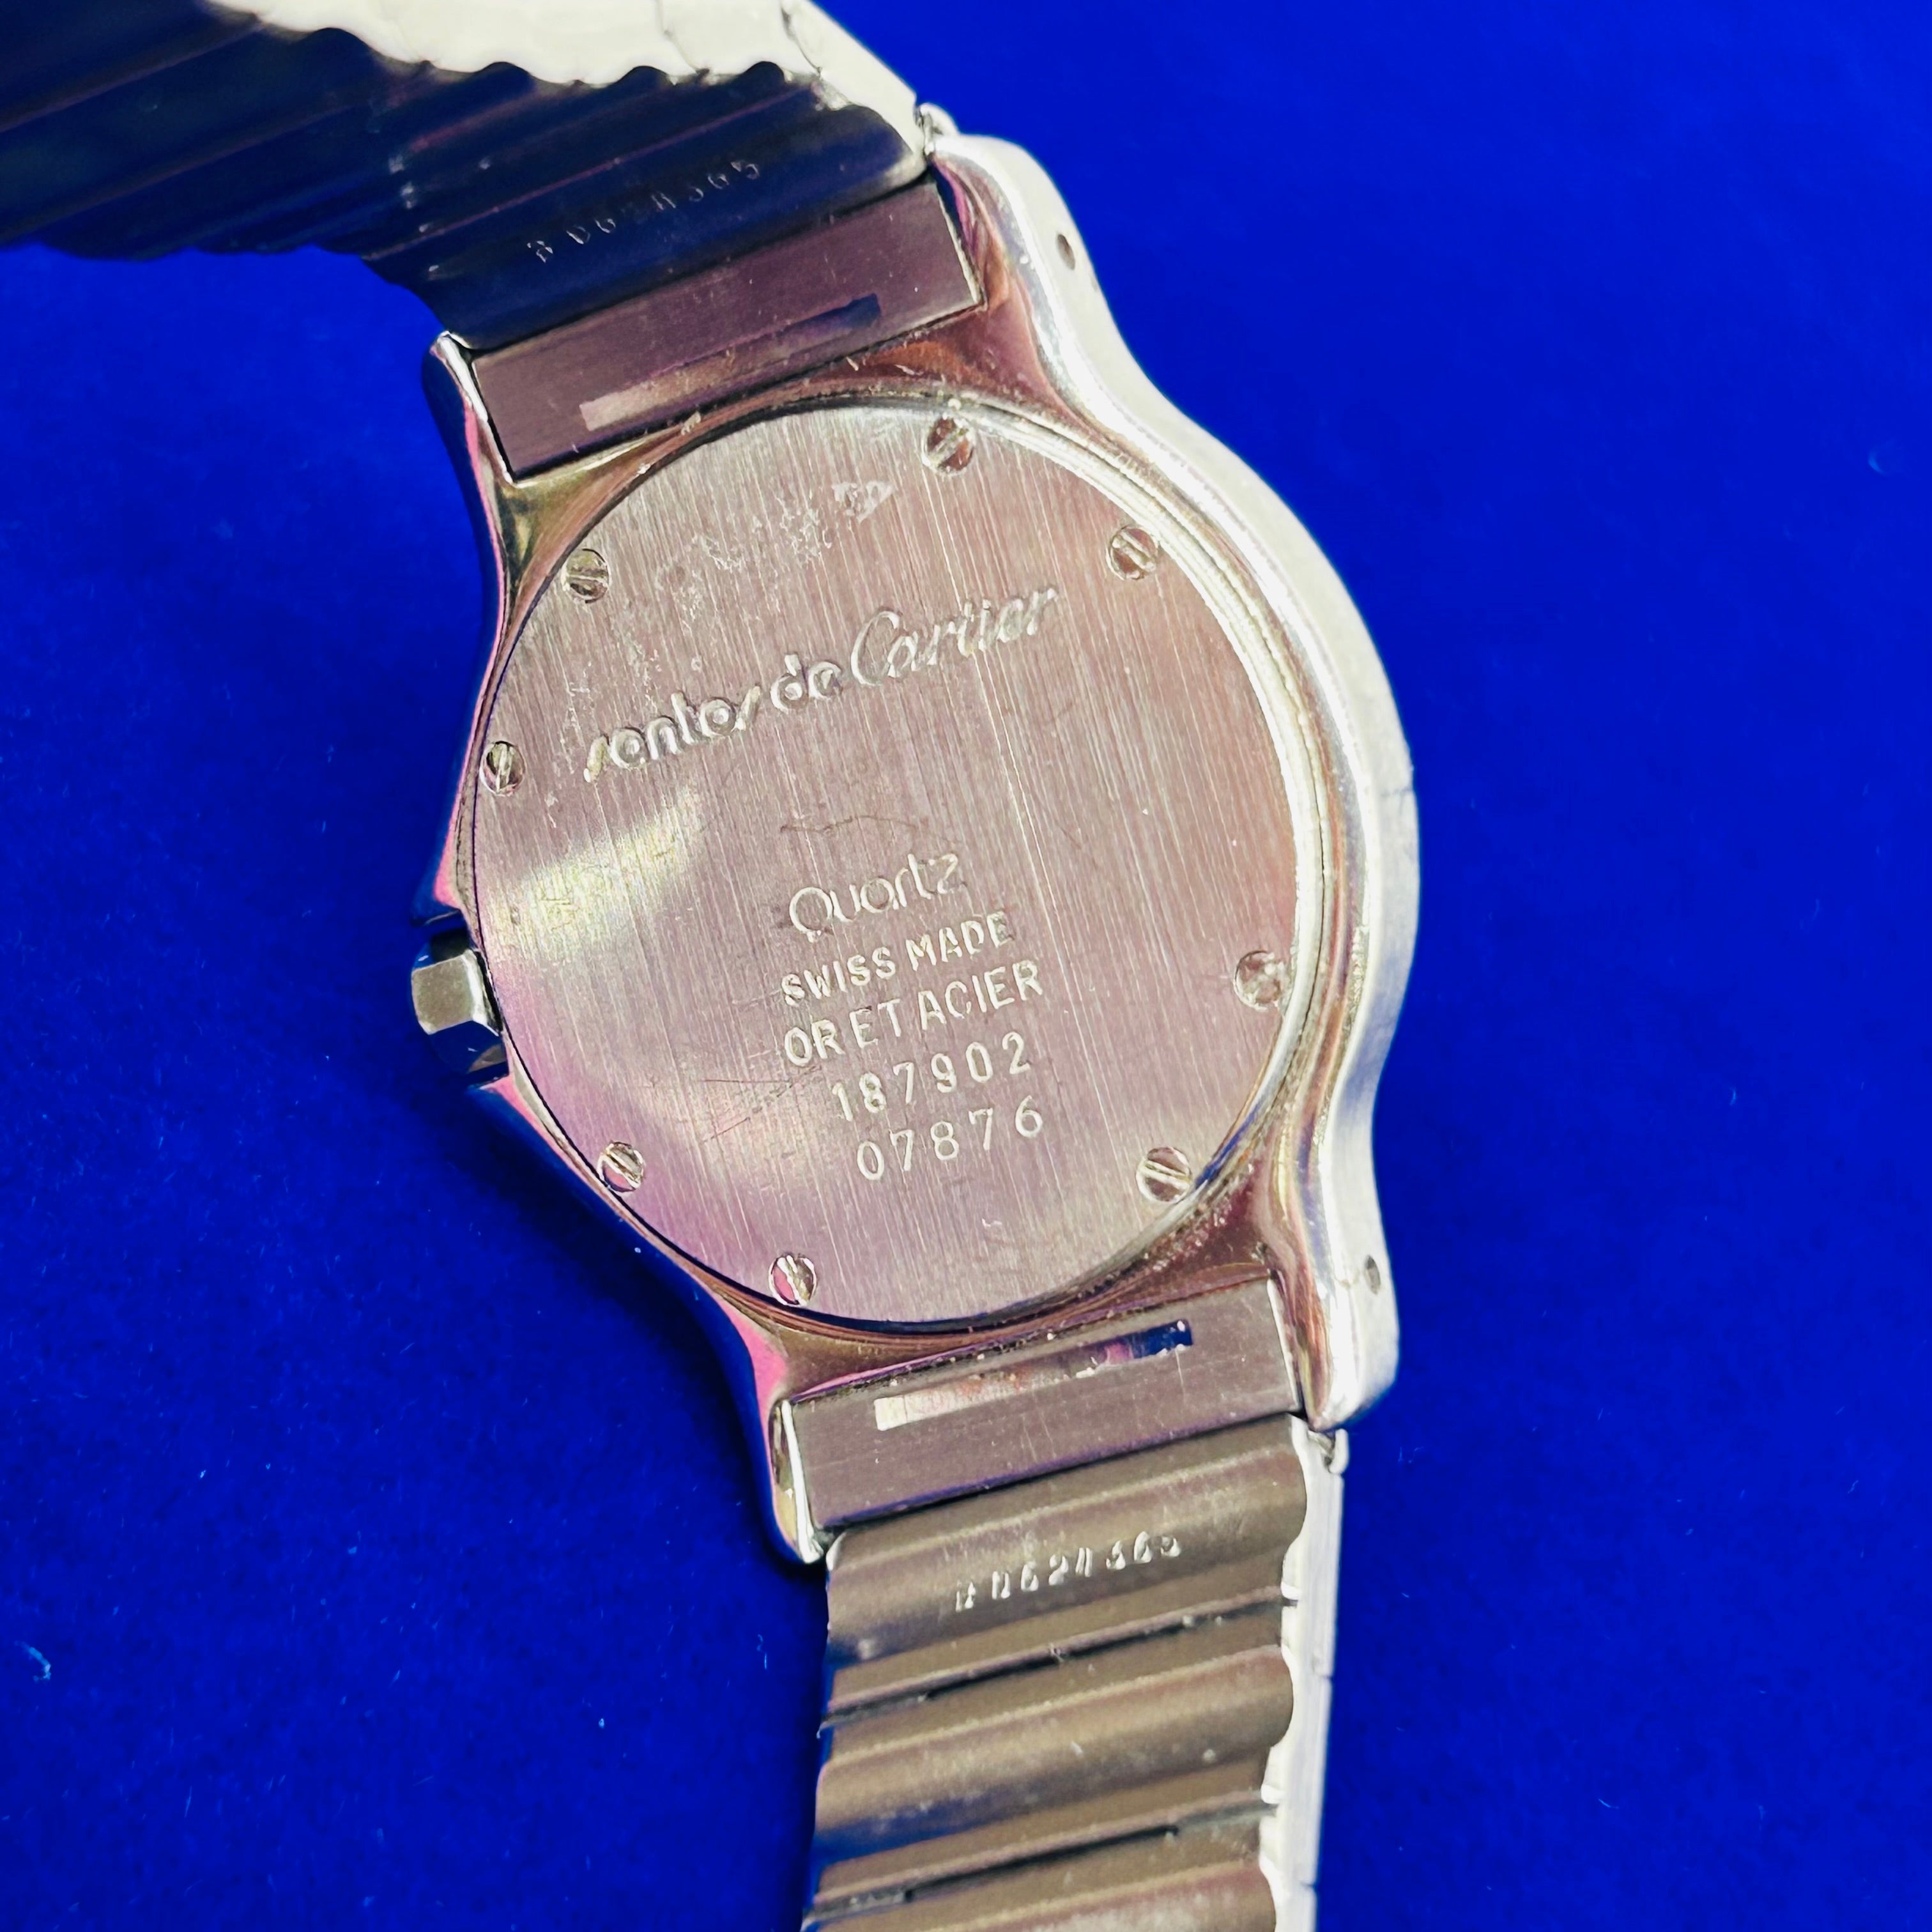 santos de Cartier
Quartz
SWISS MADE
OR ET ACIER
187902
07876